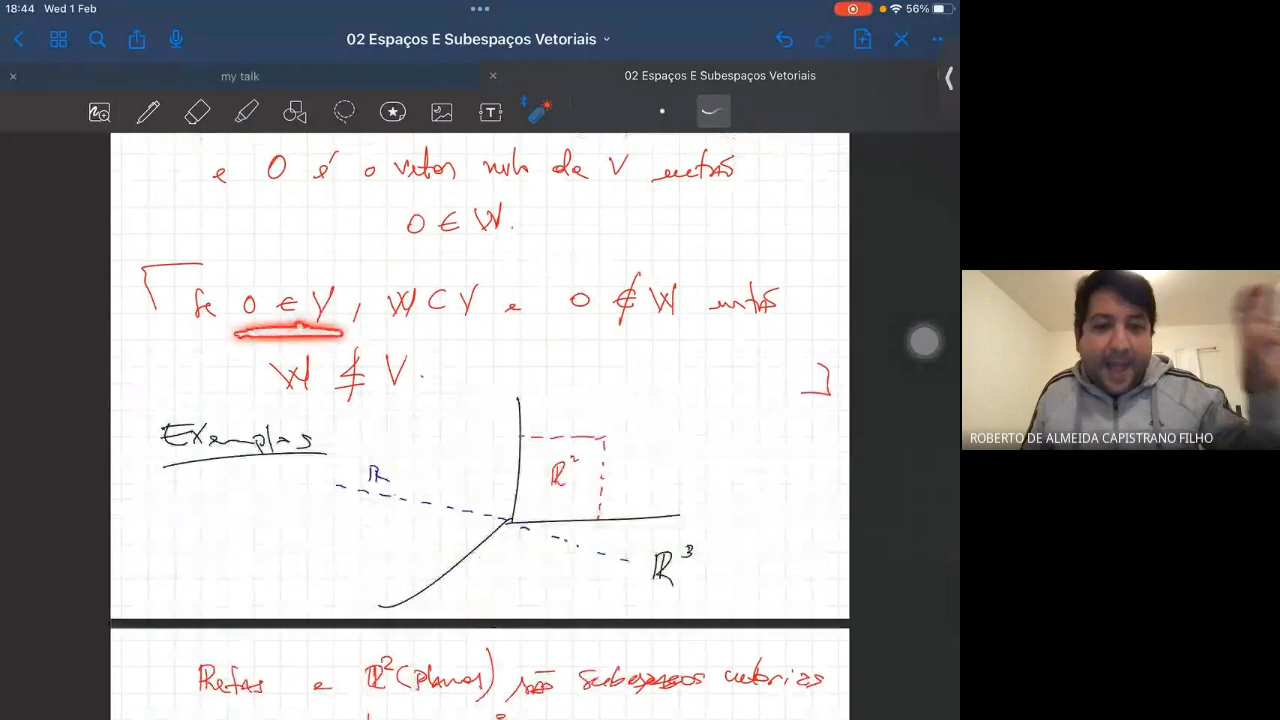 18:44 Wed 1 Feb
56%
02 Espaços E Subespaços Vetoriais
my talk
02 Espaços E Subespaços Vetoriais
T
e 0 é o vetor nulo de V então
0 ∈ W.
Se 0 ∈ V, W ⊂ V e 0 ∉ W então
W ≰ V.
Exemplos
ℝ
ℝ²
ℝ³
Retas e ℝ² (planos) são subespaços vetoriais
ROBERTO DE ALMEIDA CAPISTRANO FILHO